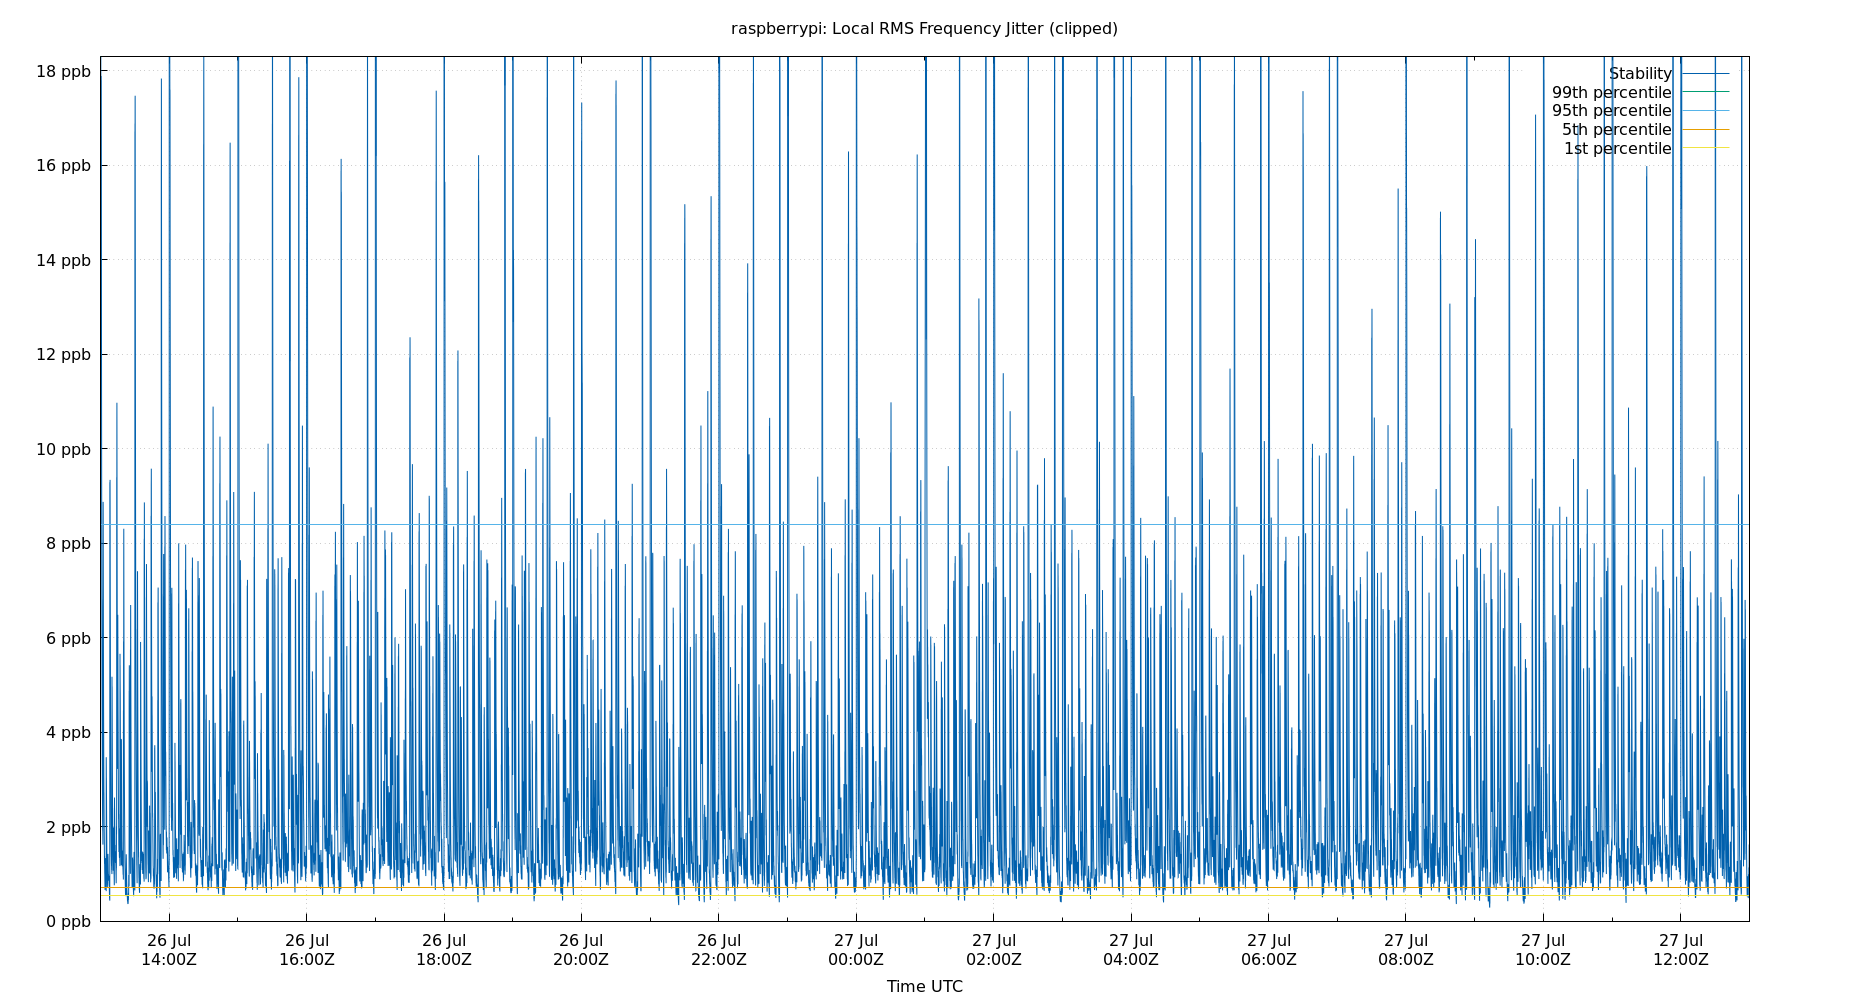 raspberrypi: Local RMS Frequency Jitter (clipped)
18 ppb
16 ppb
14 ppb
12 ppb
10 ppb
8 ppb
6 ppb
4 ppb
2 ppb
0 ppb
Stability
99th percentile
95th percentile
5th percentile
1st percentile
26 Jul 26 Jul 26 Jul 26 Jul 26 Jul 27 Jul 27 Jul 27 Jul 27 Jul 27 Jul 27 Jul 27 Jul
14:00Z 16:00Z 18:00Z 20:00Z 22:00Z 00:00Z 02:00Z 04:00Z 06:00Z 08:00Z 10:00Z 12:00Z
Time UTC